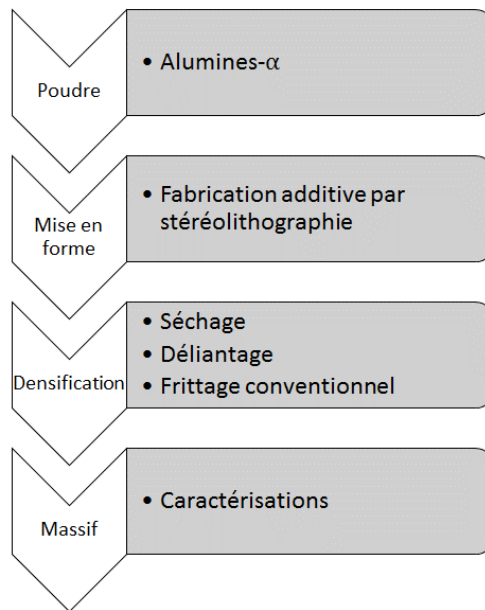 Poudre
• Alumines-α
Mise en
forme
• Fabrication additive par
stéréolithographie
Densification
• Séchage
• Déliantage
• Frittage conventionnel
Massif
• Caractérisations